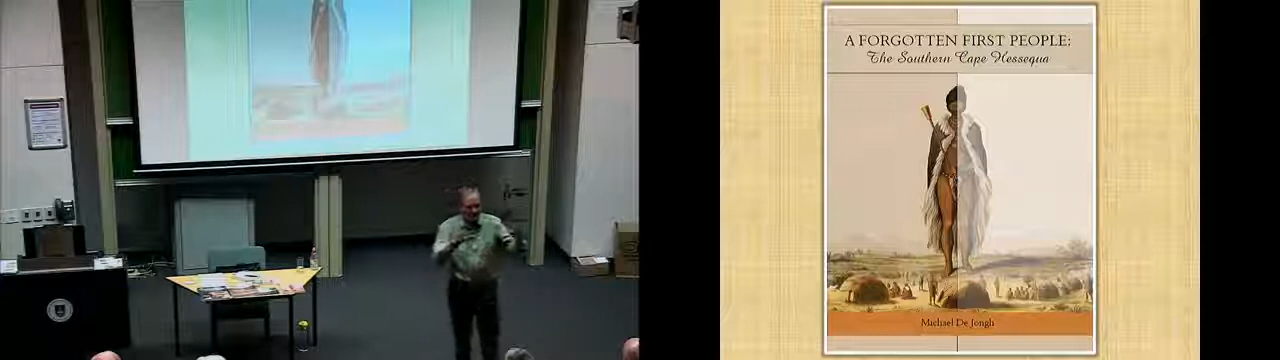 A FORGOTTEN FIRST PEOPLE:
The Southern Cape Hessequa
Michael De Jongh